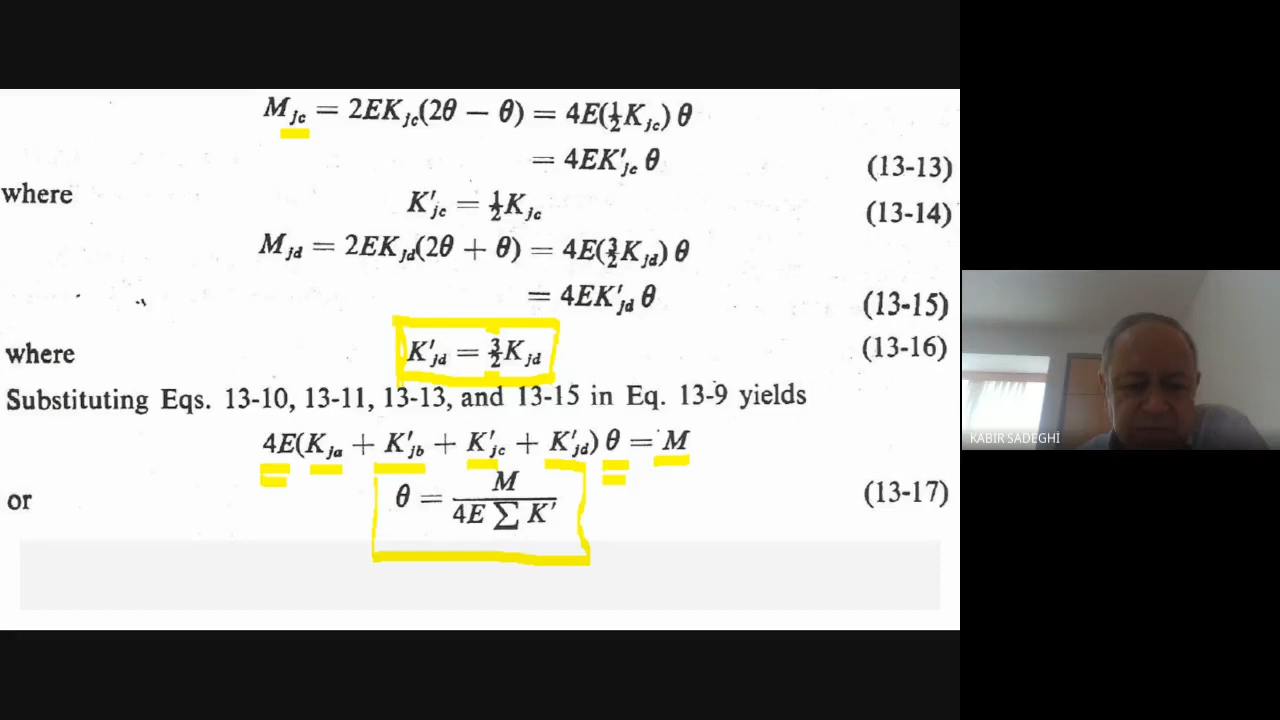 M_jc = 2EK_jc(2θ − θ) = 4E(½K_jc) θ
= 4EK′_jc θ (13-13)
where
K′_jc = ½K_jc (13-14)
M_jd = 2EK_jd(2θ + θ) = 4E(3/2 K_jd) θ
= 4EK′_jd θ (13-15)
where K′_jd = 3/2 K_jd (13-16)
Substituting Eqs. 13-10, 13-11, 13-13, and 13-15 in Eq. 13-9 yields
4E(K_ja + K′_jb + K′_jc + K′_jd) θ = M
or θ = M / 4E ∑ K′ (13-17)
KABIR SADEGHİ